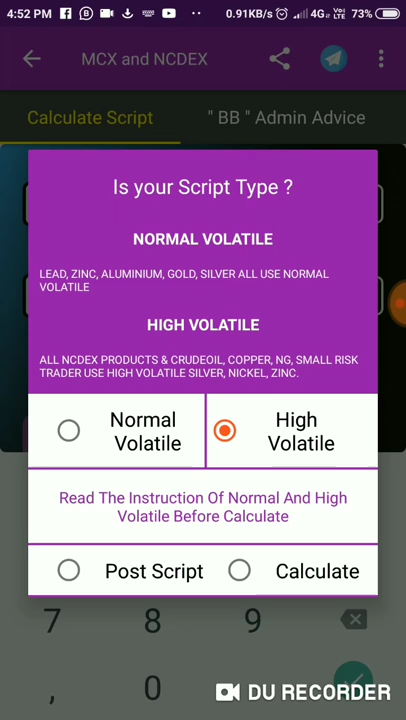 4:52 PM
0.91KB/s
4G
Vo)
LTE
73%
MCX and NCDEX
Calculate Script
" BB " Admin Advice
Is your Script Type ?
NORMAL VOLATILE
LEAD, ZINC, ALUMINIUM, GOLD, SILVER ALL USE NORMAL
VOLATILE
HIGH VOLATILE
ALL NCDEX PRODUCTS & CRUDEOIL, COPPER, NG, SMALL RISK
TRADER USE HIGH VOLATILE SILVER, NICKEL, ZINC.
Normal
Volatile
High
Volatile
Read The Instruction Of Normal And High
Volatile Before Calculate
Post Script
Calculate
7 8 9
, 0
DU RECORDER